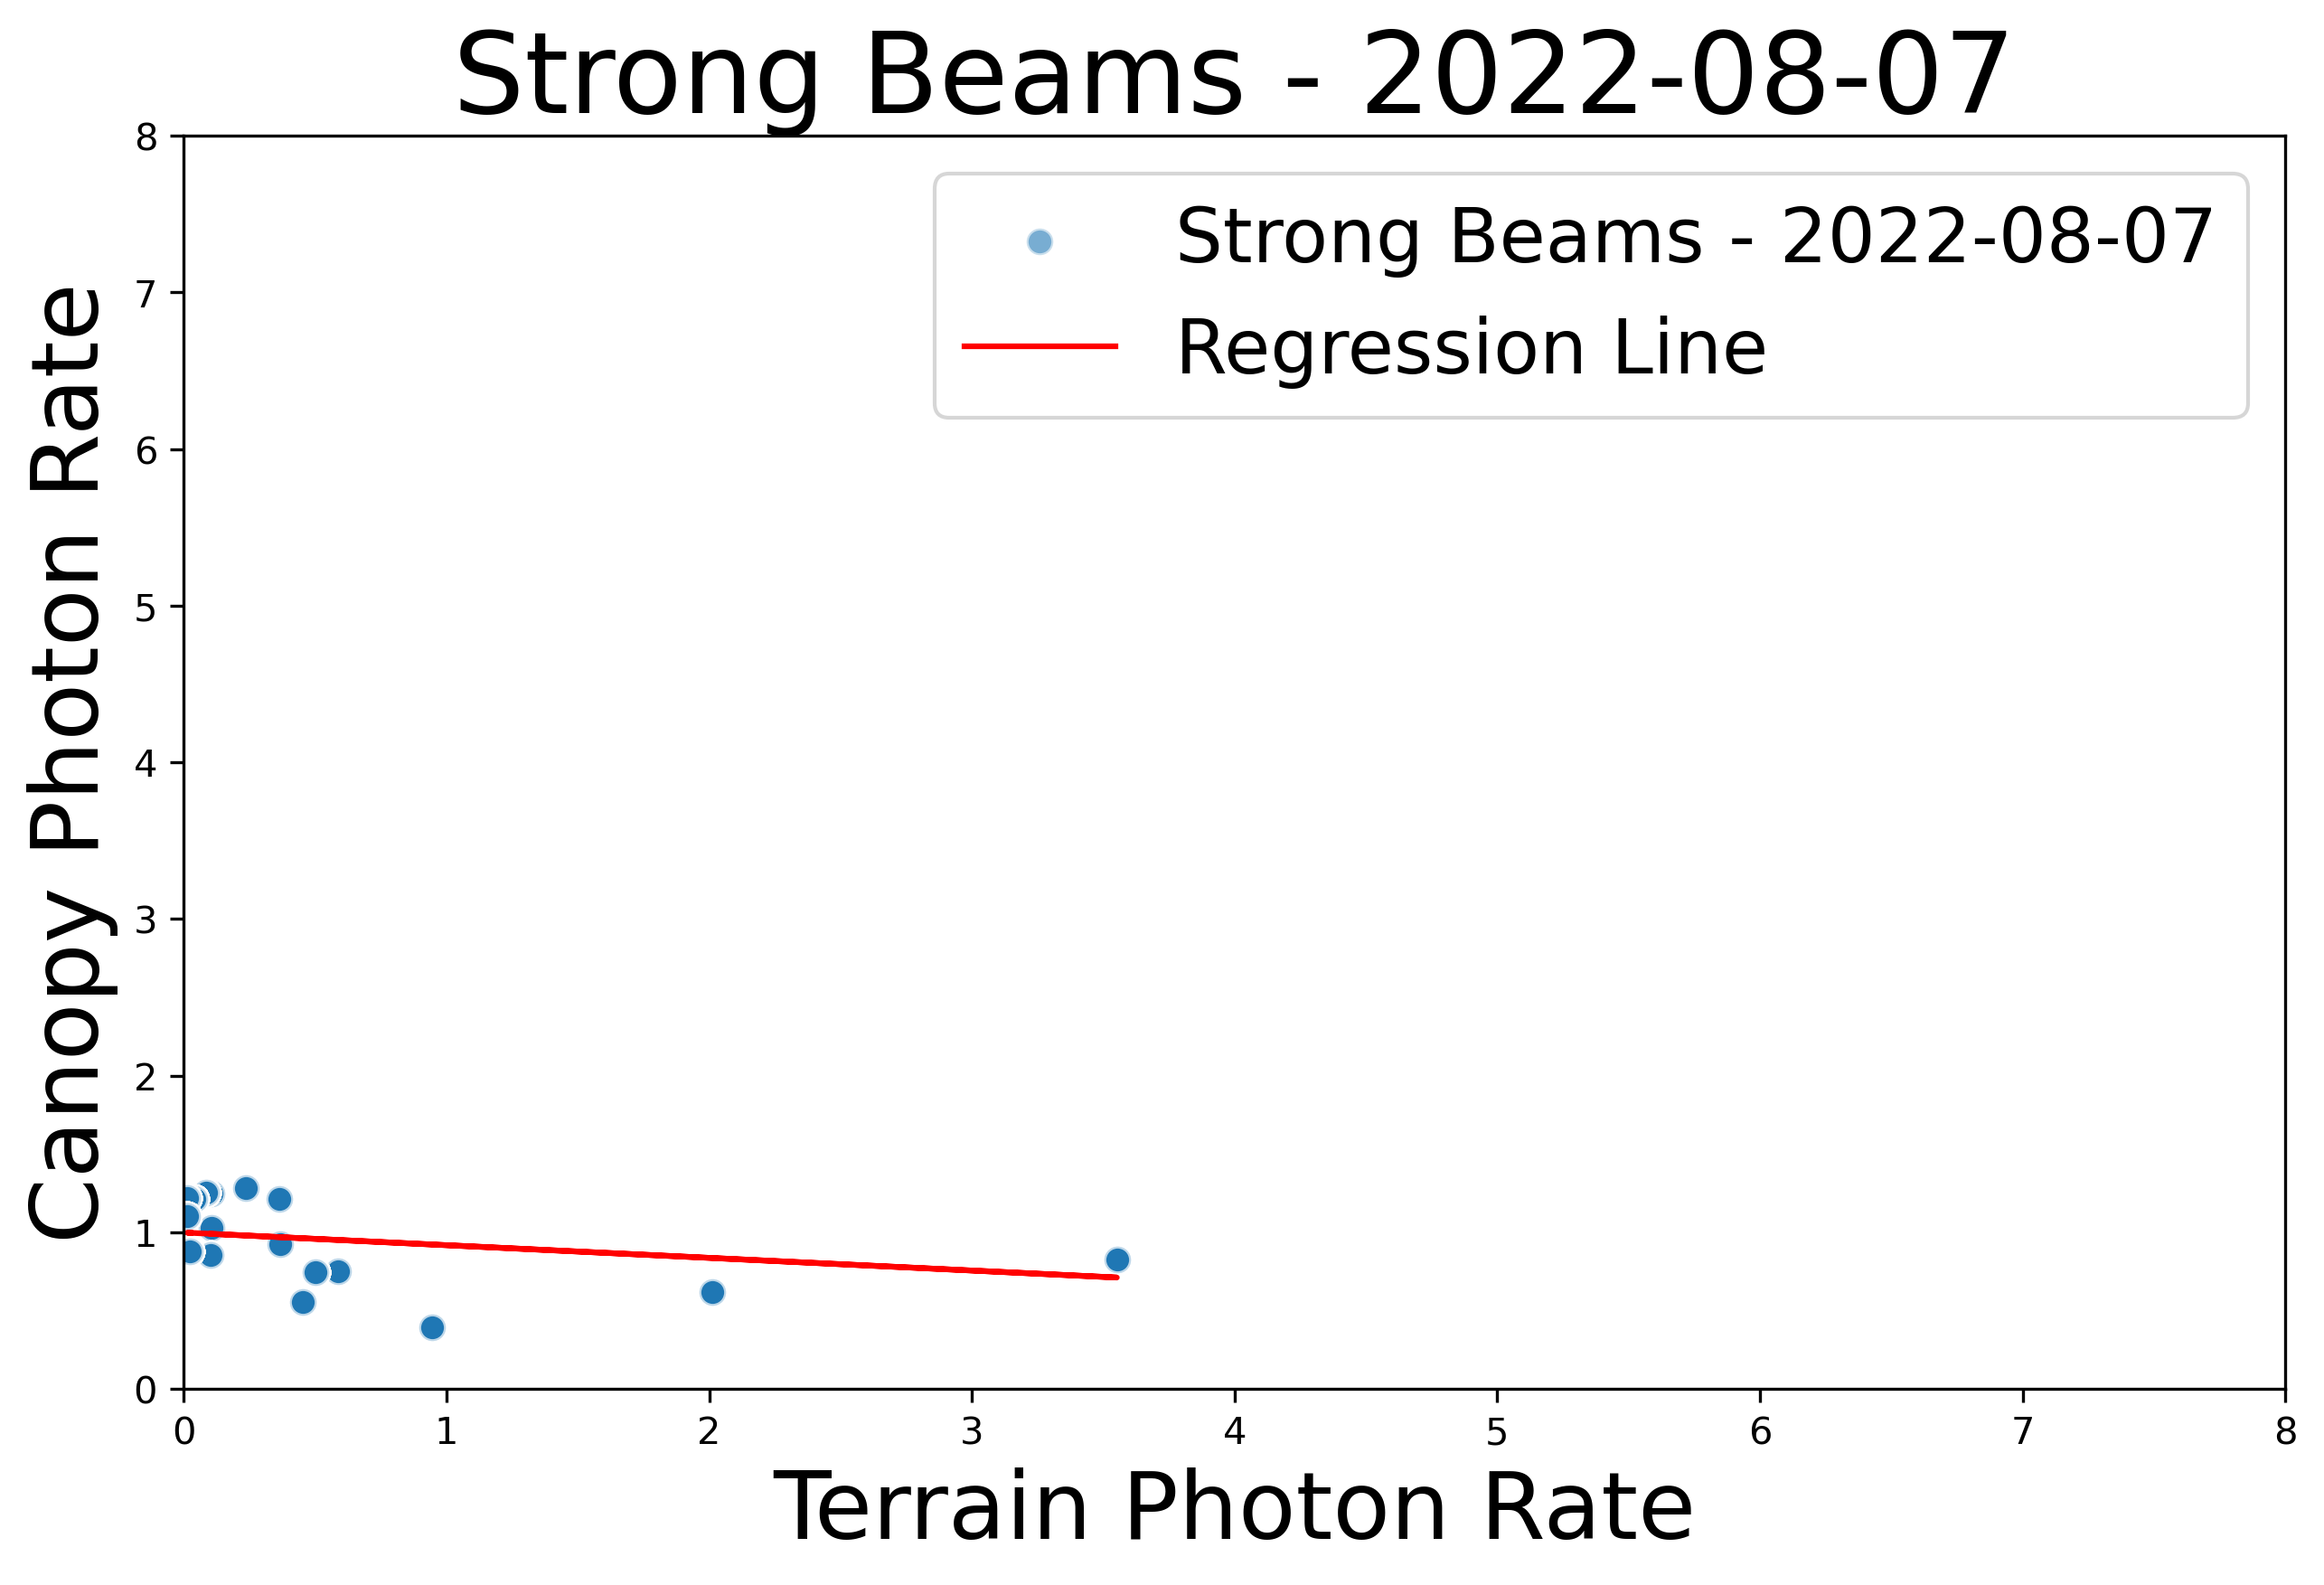 Strong Beams - 2022-08-07
Strong Beams - 2022-08-07
Regression Line
Canopy Photon Rate
8
7
6
5
4
3
2
1
0
0 1 2 3 4 5 6 7 8
Terrain Photon Rate